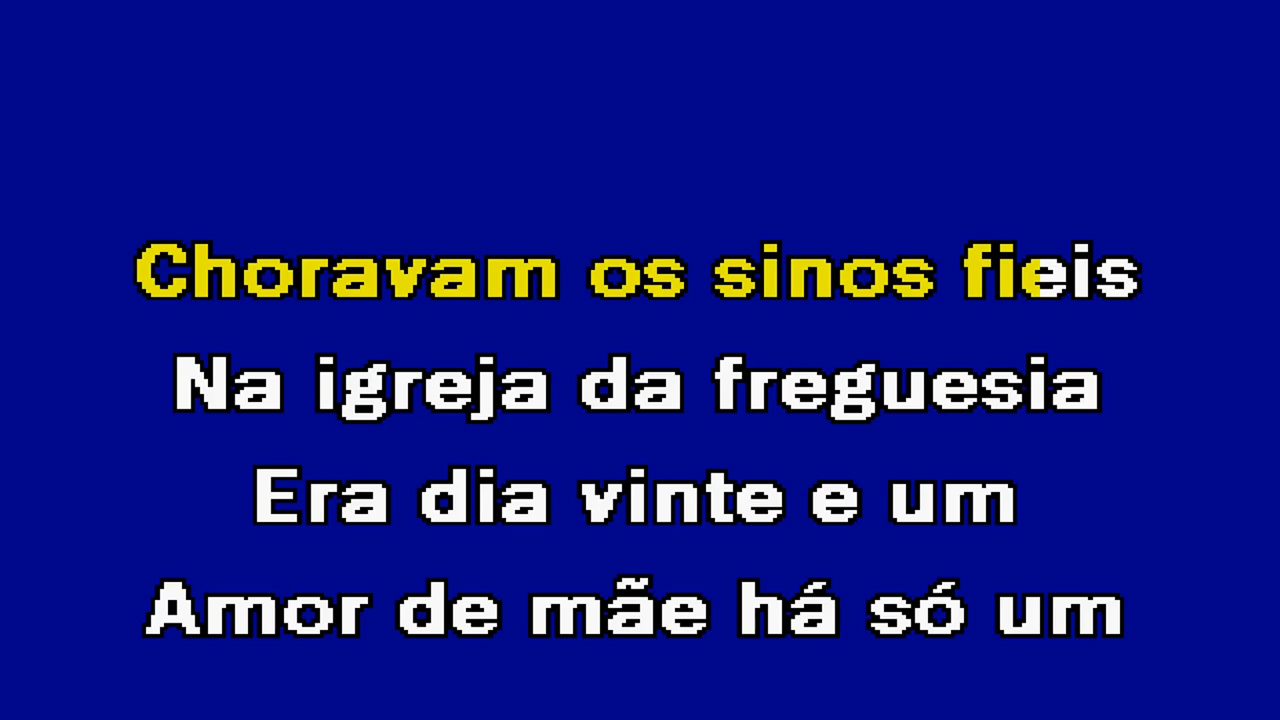 Choravam os sinos fieis
Na igreja da freguesia
Era dia vinte e um
Amor de mãe há só um